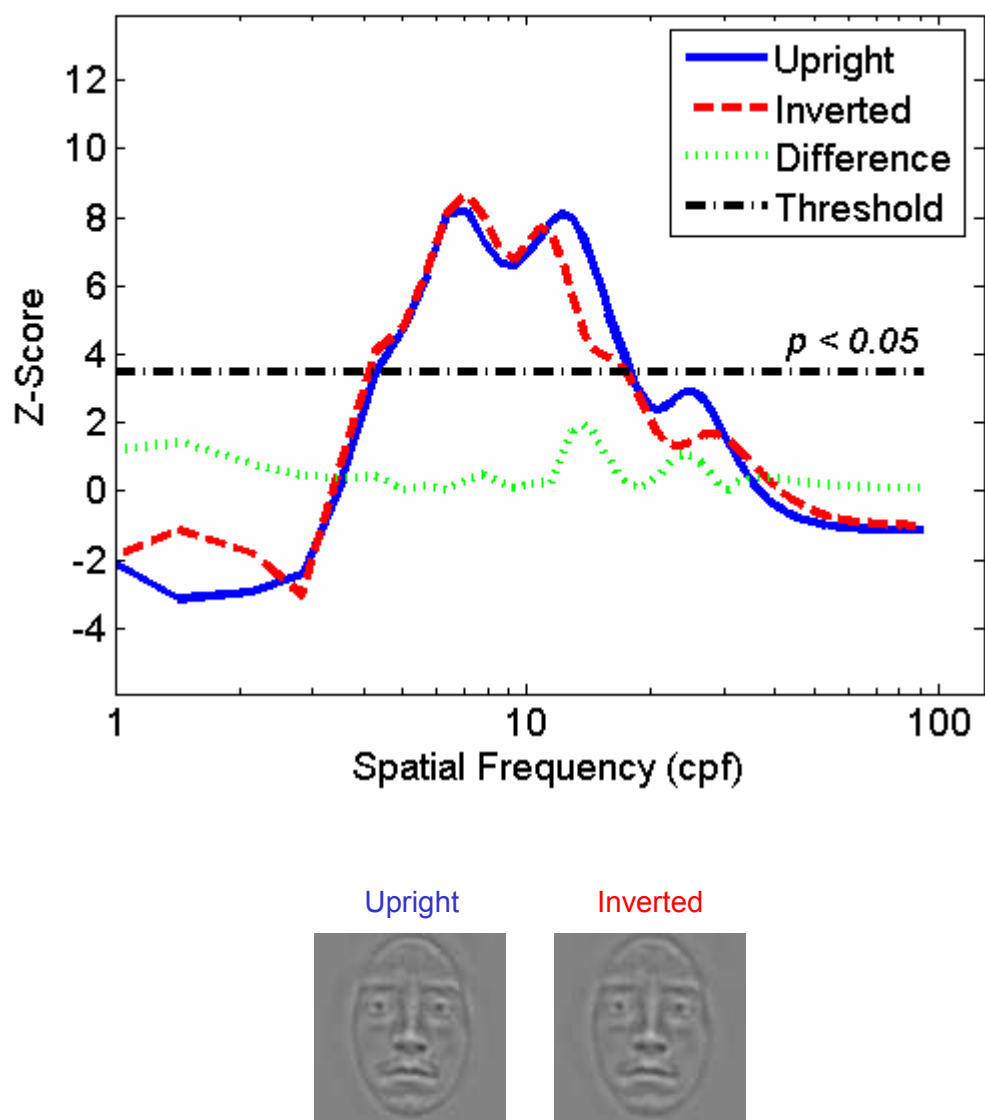 12
10
8
6
4
2
0
-2
-4
Z-Score
Upright
Inverted
Difference
Threshold
p < 0.05
1 10 100
Spatial Frequency (cpf)
Upright Inverted